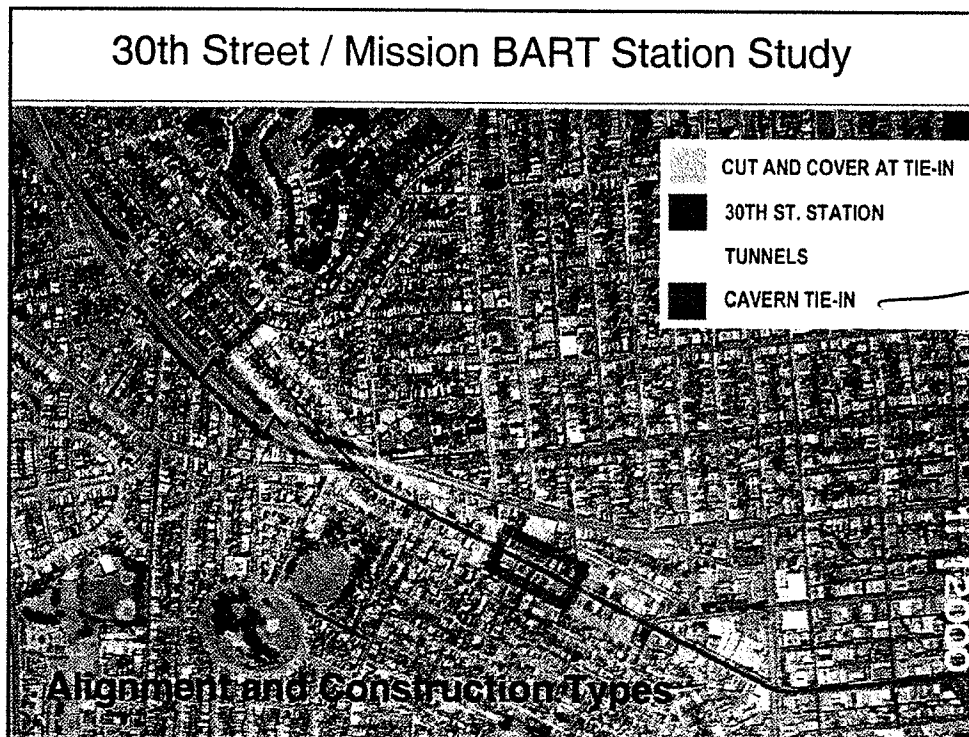 30th Street / Mission BART Station Study
CUT AND COVER AT TIE-IN
30TH ST. STATION
TUNNELS
CAVERN TIE-IN
Alignment and Construction Types